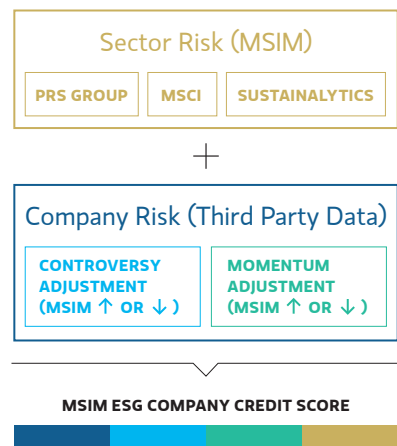 Sector Risk (MSIM)
PRS GROUP
MSCI
SUSTAINALYTICS
+
Company Risk (Third Party Data)
CONTROVERSY
ADJUSTMENT
(MSIM ↑ OR ↓ )
MOMENTUM
ADJUSTMENT
(MSIM ↑ OR ↓ )
MSIM ESG COMPANY CREDIT SCORE